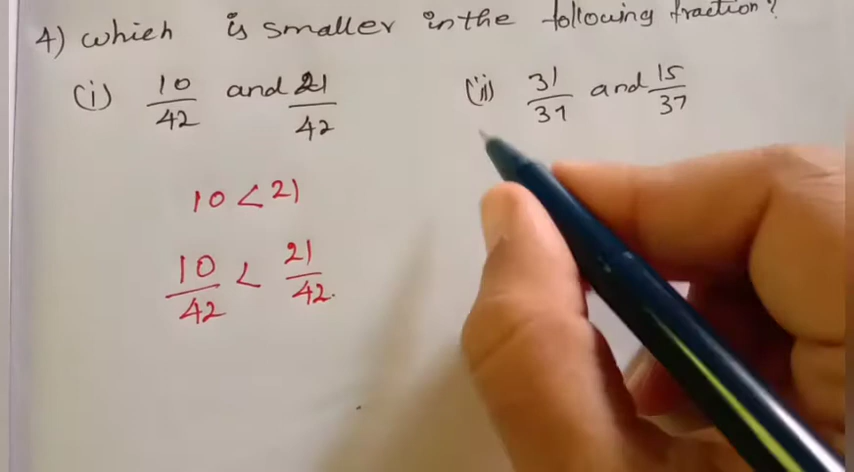 4) which is smaller in the following fraction?
(i) 10/42 and 21/42 (ii) 31/37 and 15/37
10 < 21
10/42 < 21/42.